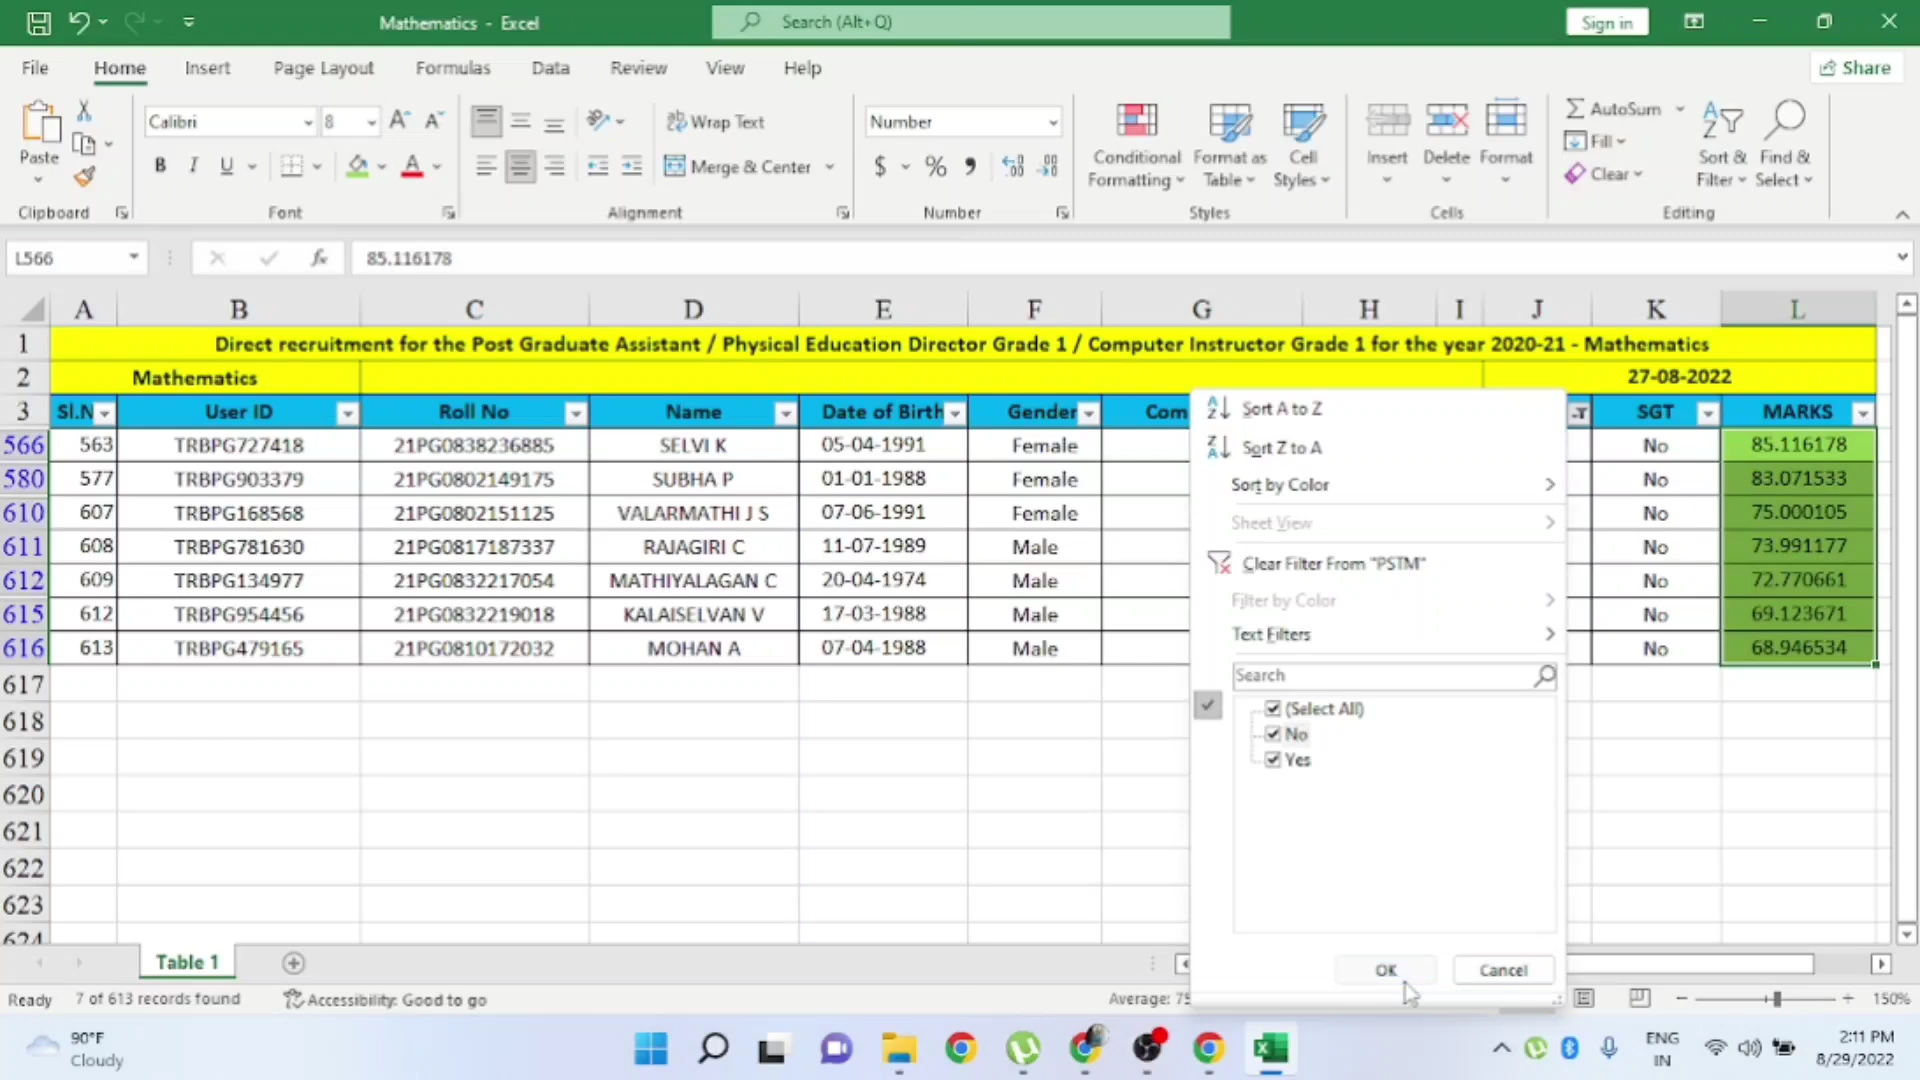 Mathematics - Excel
Search (Alt+Q)
Sign in
File Home Insert Page Layout Formulas Data Review View Help
Share
Paste
Clipboard
Calibri 8
B I U
Font
Wrap Text
Merge & Center
Alignment
Number
$ % ,
Number
Conditional Formatting
Format as Table
Cell Styles
Styles
Insert Delete Format
Cells
AutoSum
Fill
Clear
Sort & Filter
Find & Select
Editing
L566 fx 85.116178
A B C D E F G H I J K L
1 Direct recruitment for the Post Graduate Assistant / Physical Education Director Grade 1 / Computer Instructor Grade 1 for the year 2020-21 - Mathematics
2 Mathematics 27-08-2022
3 Sl.N User ID Roll No Name Date of Birth Gender Com SGT MARKS
566 563 TRBPG727418 21PG0838236885 SELVI K 05-04-1991 Female No 85.116178
580 577 TRBPG903379 21PG0802149175 SUBHA P 01-01-1988 Female No 83.071533
610 607 TRBPG168568 21PG0802151125 VALARMATHI J S 07-06-1991 Female No 75.000105
611 608 TRBPG781630 21PG0817187337 RAJAGIRI C 11-07-1989 Male No 73.991177
612 609 TRBPG134977 21PG0832217054 MATHIYALAGAN C 20-04-1974 Male No 72.770661
615 612 TRBPG954456 21PG0832219018 KALAISELVAN V 17-03-1988 Male No 69.123671
616 613 TRBPG479165 21PG0810172032 MOHAN A 07-04-1988 Male No 68.946534
617
618
619
620
621
622
623
624
Sort A to Z
Sort Z to A
Sort by Color
Sheet View
Clear Filter From "PSTM"
Filter by Color
Text Filters
Search
(Select All)
No
Yes
OK Cancel
Table 1
Ready 7 of 613 records found Accessibility: Good to go Average: 75 150%
90°F
Cloudy
ENG
IN
2:11 PM
8/29/2022